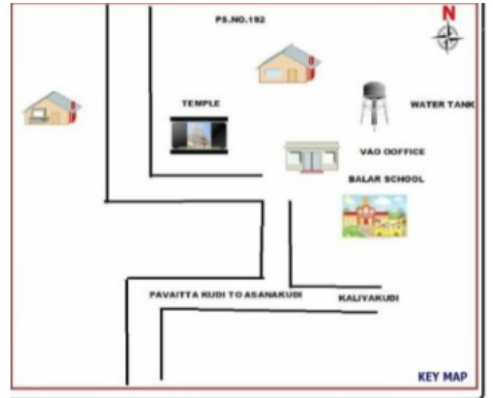 PS.NO.192
N
TEMPLE
WATER TANK
VAO OOFFICE
BALAR SCHOOL
PAVAITTA KUDI TO ASANAKUDI
KALIYAKUDI
KEY MAP